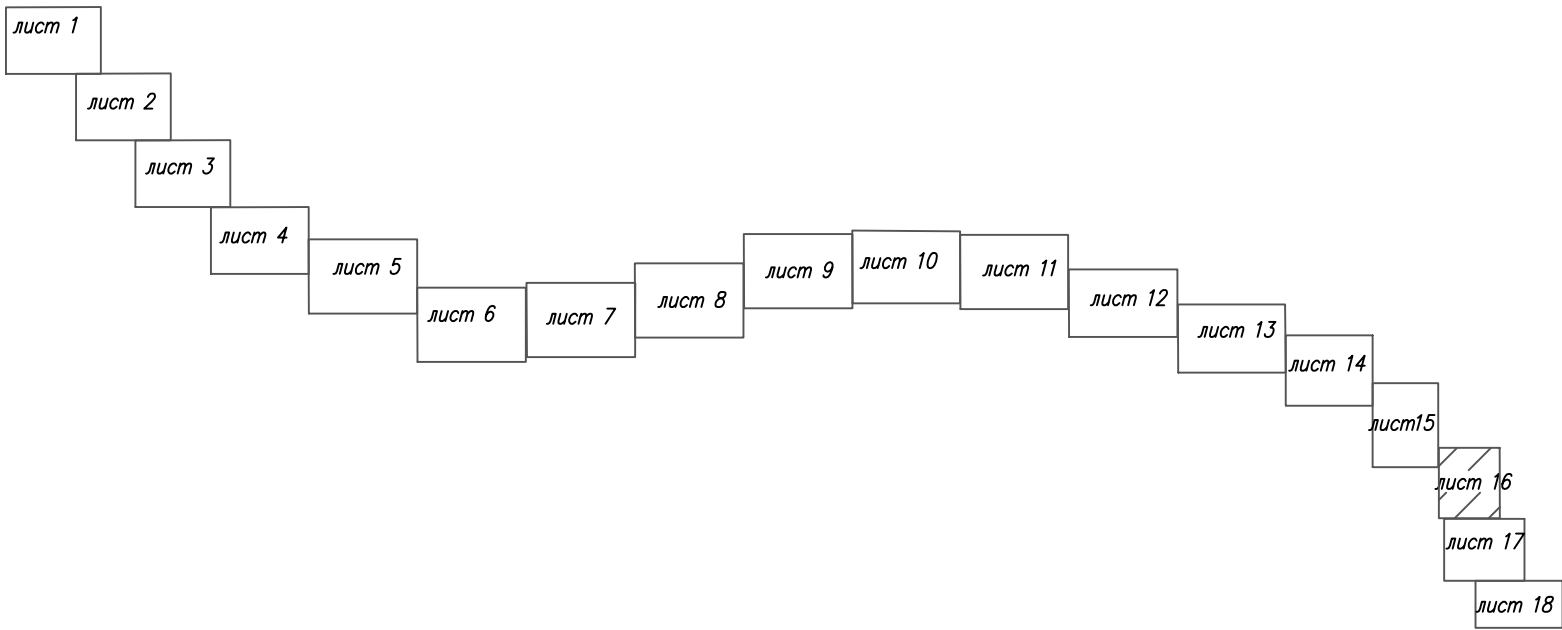 лист 1
лист 2
лист 3
лист 4
лист 5
лист 6
лист 7
лист 8
лист 9
лист 10
лист 11
лист 12
лист 13
лист 14
лист15
лист 16
лист 17
лист 18